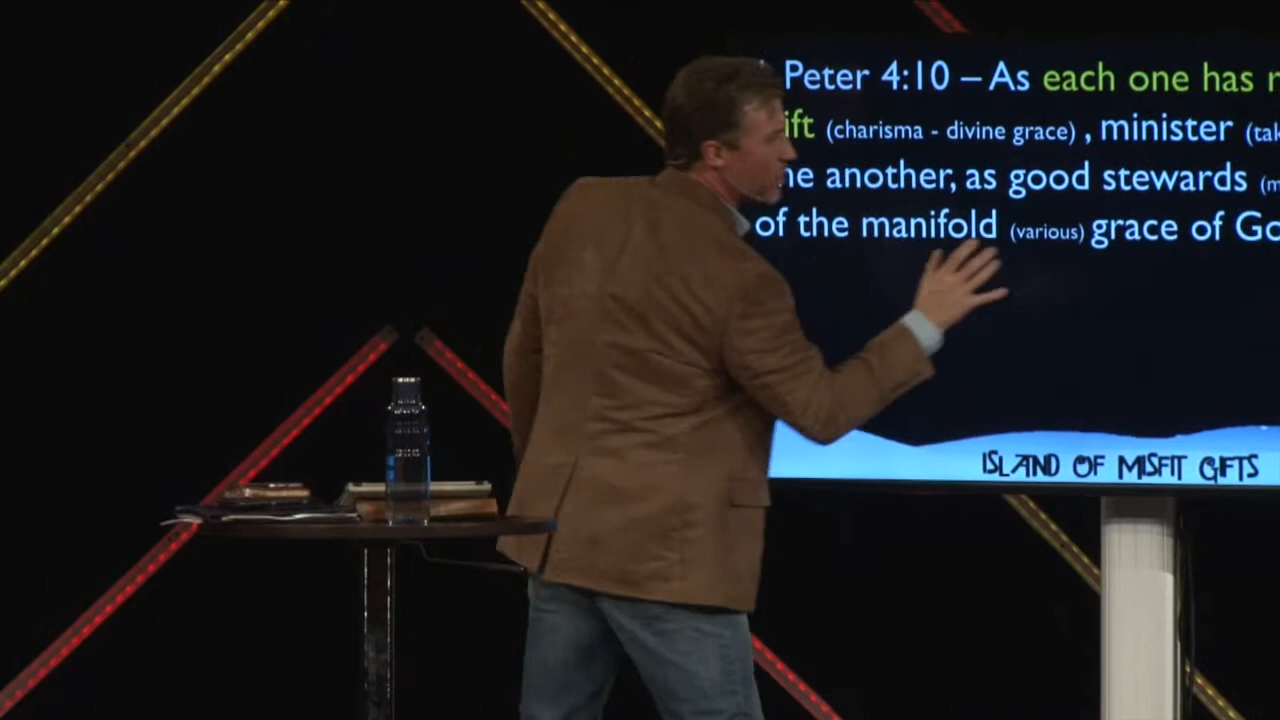 Peter 4:10 – As each one has
ift (charisma - divine grace) , minister
ne another, as good stewards
of the manifold (various) grace of
ISLAND OF MISFIT GIFTS